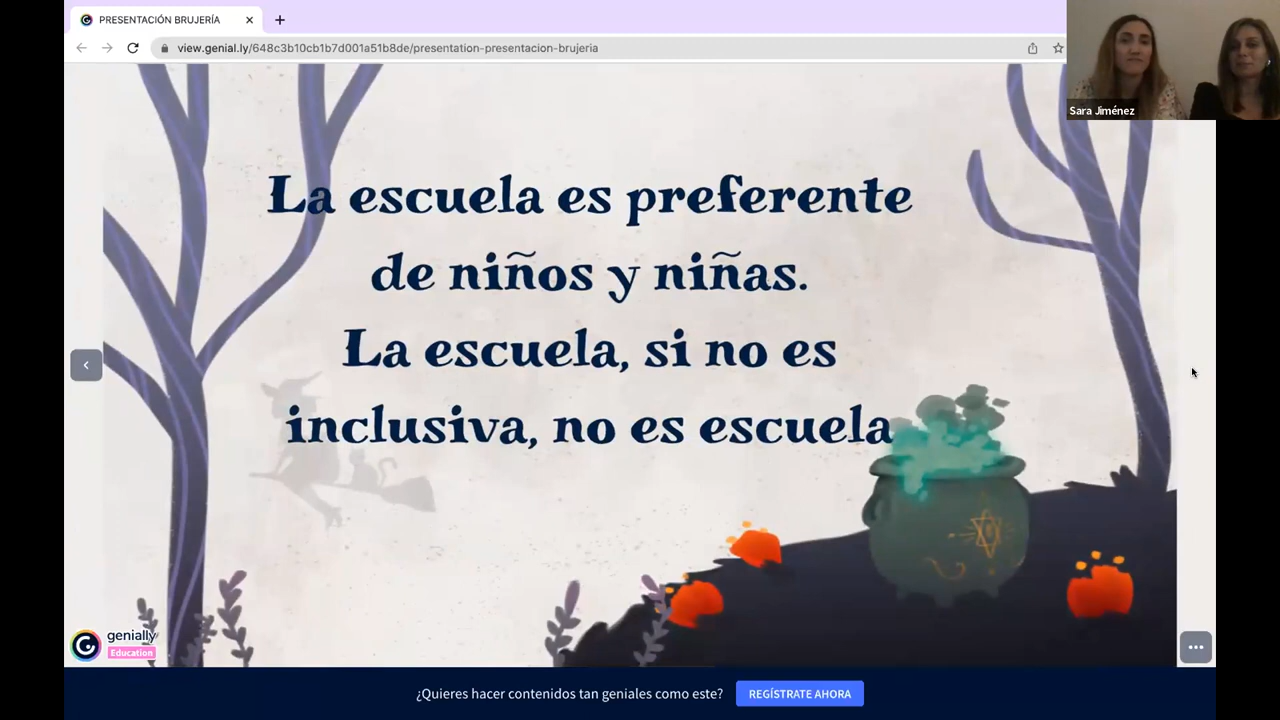 PRESENTACIÓN BRUJERÍA
view.genial.ly/648c3b10cb1b7d001a51b8de/presentation-presentacion-brujeria
Sara Jiménez
La escuela es preferente
de niños y niñas.
La escuela, si no es
inclusiva, no es escuela
genially
Education
¿Quieres hacer contenidos tan geniales como este?
REGÍSTRATE AHORA